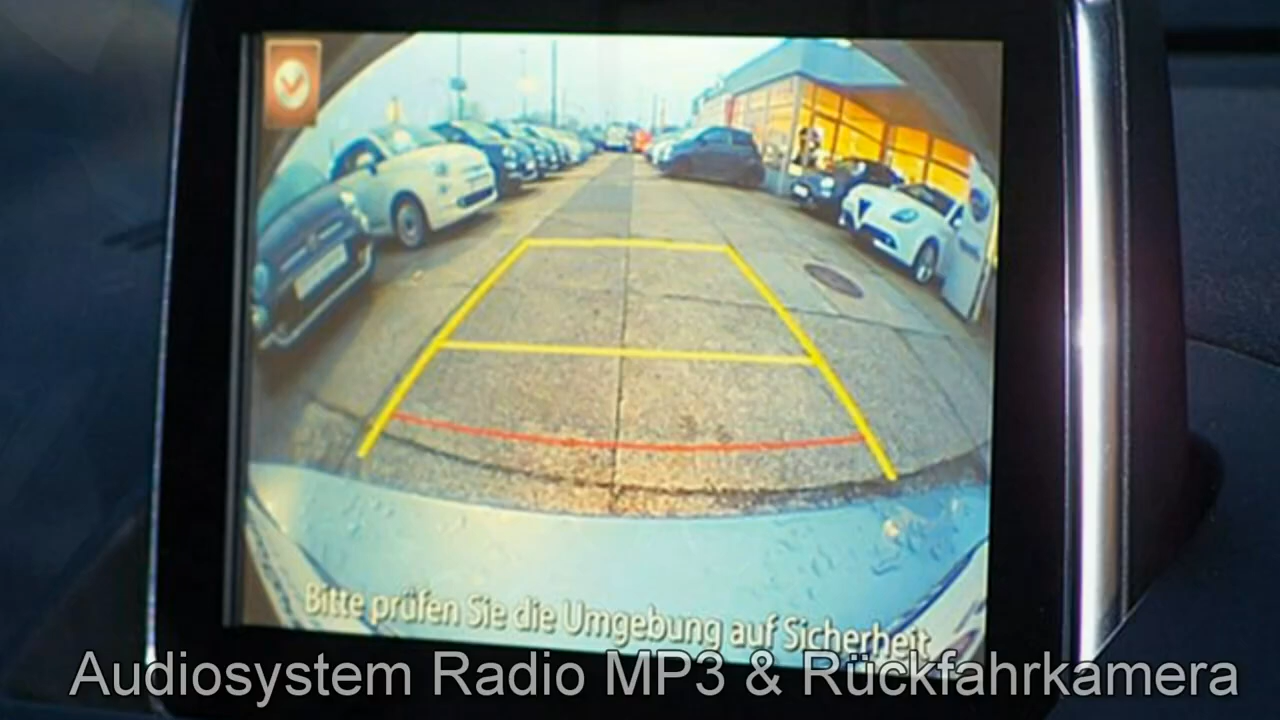 Bitte prüfen Sie die Umgebung auf Sicherheit
Audiosystem Radio MP3 & Rückfahrkamera